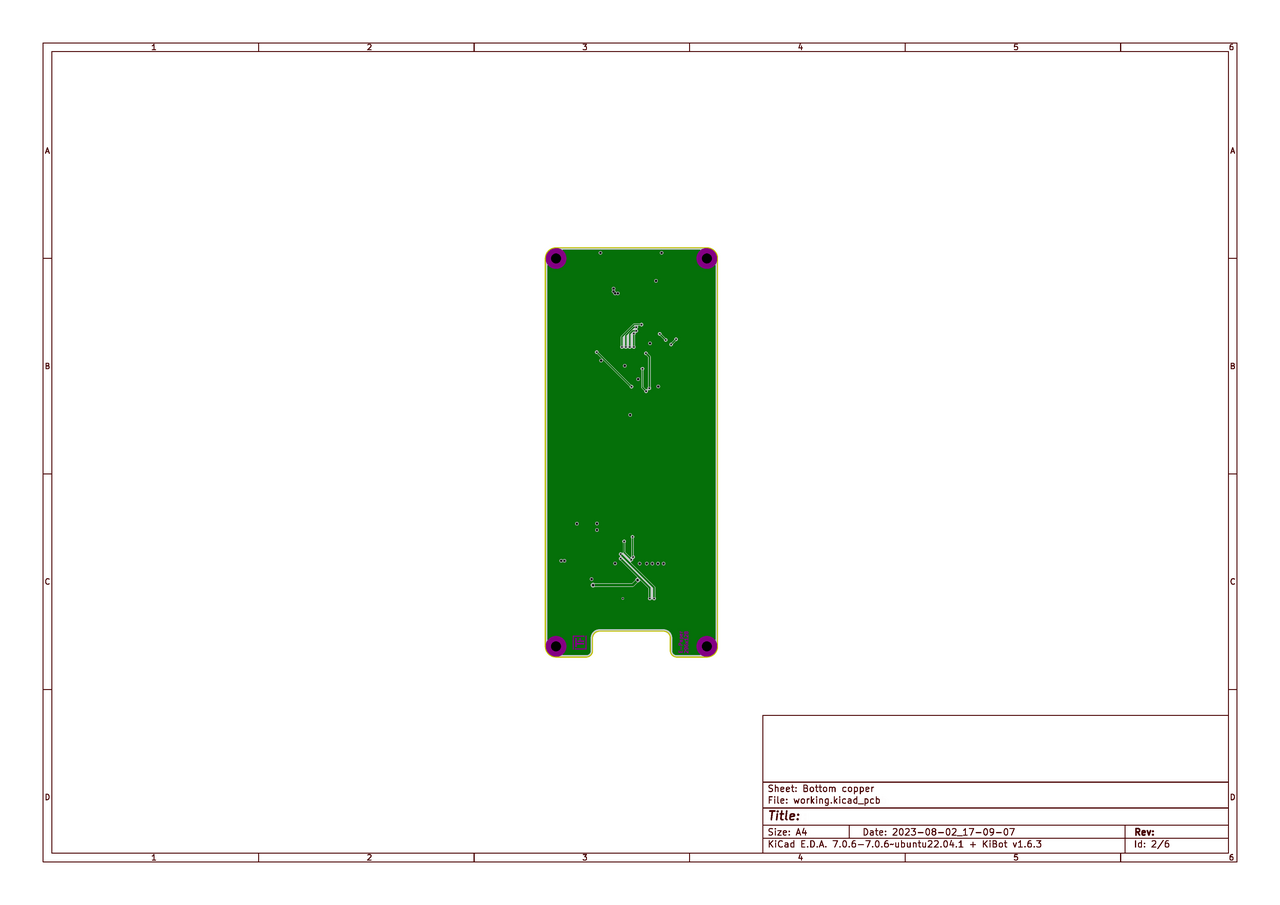 1 2 3 4 5 6
A A
B B
C C
D D
Sheet: Bottom copper
File: working.kicad_pcb
Title:
Size: A4 Date: 2023-08-02_17-09-07 Rev:
KiCad E.D.A. 7.0.6-7.0.6~ubuntu22.04.1 + KiBot v1.6.3 Id: 2/6
1 2 3 4 5 6